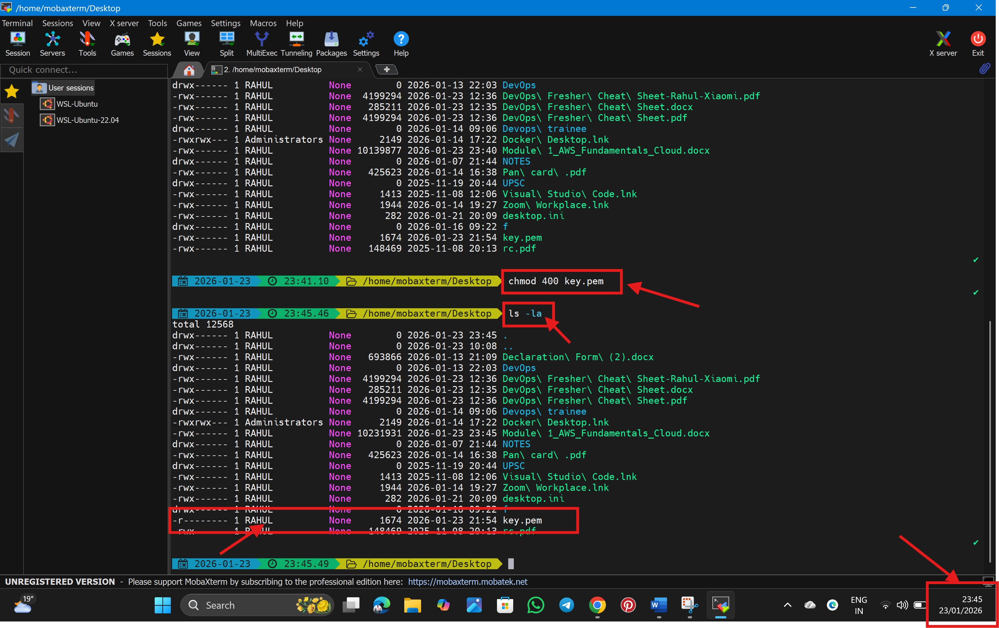 /home/mobaxterm/Desktop
Terminal Sessions View X server Tools Games Settings Macros Help
Session Servers Tools Games Sessions View Split MultiExec Tunneling Packages Settings Help X server Exit
Quick connect...
2. /home/mobaxterm/Desktop
User sessions
WSL-Ubuntu
WSL-Ubuntu-22.04
drwx------ 1 RAHUL None 0 2026-01-13 22:03 DevOps
-rwx------ 1 RAHUL None 4199294 2026-01-23 12:36 DevOps\ Fresher\ Cheat\ Sheet-Rahul-Xiaomi.pdf
-rwx------ 1 RAHUL None 285211 2026-01-23 12:35 DevOps\ Fresher\ Cheat\ Sheet.docx
-rwx------ 1 RAHUL None 4199294 2026-01-23 12:36 DevOps\ Fresher\ Cheat\ Sheet.pdf
drwx------ 1 RAHUL None 0 2026-01-14 09:06 Devops\ trainee
-rwxrwx--- 1 Administrators None 2149 2026-01-14 17:22 Docker\ Desktop.lnk
-rwx------ 1 RAHUL None 10139877 2026-01-23 23:40 Module\ 1_AWS_Fundamentals_Cloud.docx
drwx------ 1 RAHUL None 0 2026-01-07 21:44 NOTES
-rwx------ 1 RAHUL None 425623 2026-01-14 16:38 Pan\ card\ .pdf
drwx------ 1 RAHUL None 0 2025-11-19 20:44 UPSC
-rwx------ 1 RAHUL None 1413 2025-11-08 12:06 Visual\ Studio\ Code.lnk
-rwx------ 1 RAHUL None 1944 2026-01-14 19:27 Zoom\ Workplace.lnk
-rwx------ 1 RAHUL None 282 2026-01-21 20:09 desktop.ini
drwx------ 1 RAHUL None 0 2026-01-16 09:22 f
-rwx------ 1 RAHUL None 1674 2026-01-23 21:54 key.pem
-rwx------ 1 RAHUL None 148469 2025-11-08 20:13 rc.pdf
2026-01-23 23:41.10 /home/mobaxterm/Desktop chmod 400 key.pem
2026-01-23 23:45.46 /home/mobaxterm/Desktop ls -la
total 12568
drwx------ 1 RAHUL None 0 2026-01-23 23:45 .
drwx------ 1 RAHUL None 0 2026-01-23 10:08 ..
-rwx------ 1 RAHUL None 693866 2026-01-13 21:09 Declaration\ Form\ (2).docx
drwx------ 1 RAHUL None 0 2026-01-13 22:03 DevOps
-rwx------ 1 RAHUL None 4199294 2026-01-23 12:36 DevOps\ Fresher\ Cheat\ Sheet-Rahul-Xiaomi.pdf
-rwx------ 1 RAHUL None 285211 2026-01-23 12:35 DevOps\ Fresher\ Cheat\ Sheet.docx
-rwx------ 1 RAHUL None 4199294 2026-01-23 12:36 DevOps\ Fresher\ Cheat\ Sheet.pdf
drwx------ 1 RAHUL None 0 2026-01-14 09:06 Devops\ trainee
-rwxrwx--- 1 Administrators None 2149 2026-01-14 17:22 Docker\ Desktop.lnk
-rwx------ 1 RAHUL None 10231931 2026-01-23 23:45 Module\ 1_AWS_Fundamentals_Cloud.docx
drwx------ 1 RAHUL None 0 2026-01-07 21:44 NOTES
-rwx------ 1 RAHUL None 425623 2026-01-14 16:38 Pan\ card\ .pdf
drwx------ 1 RAHUL None 0 2025-11-19 20:44 UPSC
-rwx------ 1 RAHUL None 1413 2025-11-08 12:06 Visual\ Studio\ Code.lnk
-rwx------ 1 RAHUL None 1944 2026-01-14 19:27 Zoom\ Workplace.lnk
-rwx------ 1 RAHUL None 282 2026-01-21 20:09 desktop.ini
drwx------ 1 RAHUL None 0 2026-01-16 09:22 f
-r-------- 1 RAHUL None 1674 2026-01-23 21:54 key.pem
-rwx------ 1 RAHUL None 148469 2025-11-08 20:13 rc.pdf
2026-01-23 23:45.49 /home/mobaxterm/Desktop
UNREGISTERED VERSION - Please support MobaXterm by subscribing to the professional edition here: https://mobaxterm.mobatek.net
19°
Search
ENG
IN
23:45
23/01/2026